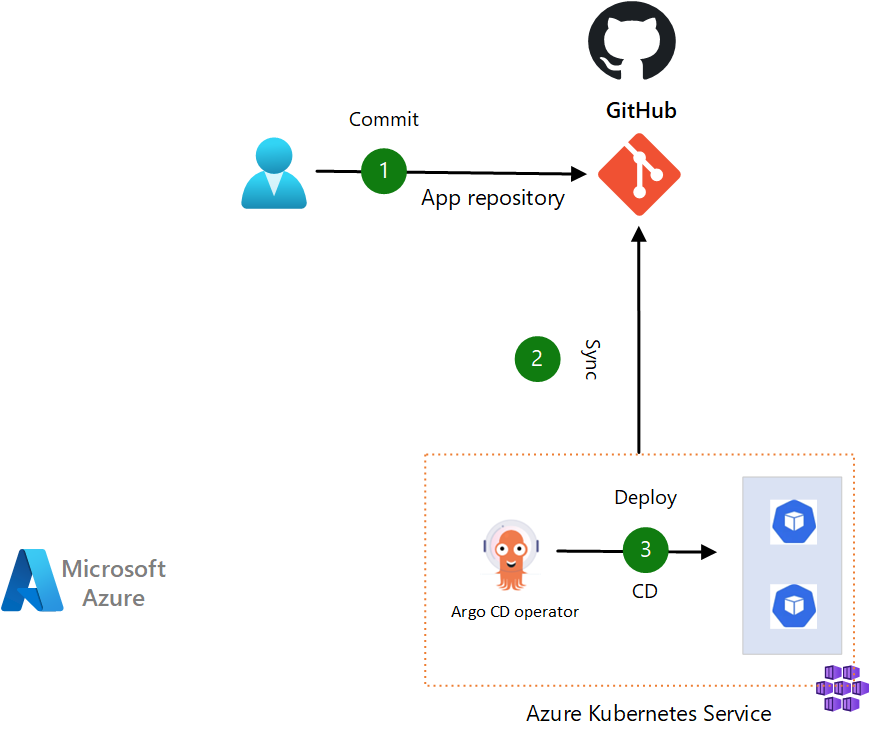 GitHub
Commit
1
App repository
2
Sync
Deploy
3
CD
Argo CD operator
Microsoft
Azure
Azure Kubernetes Service